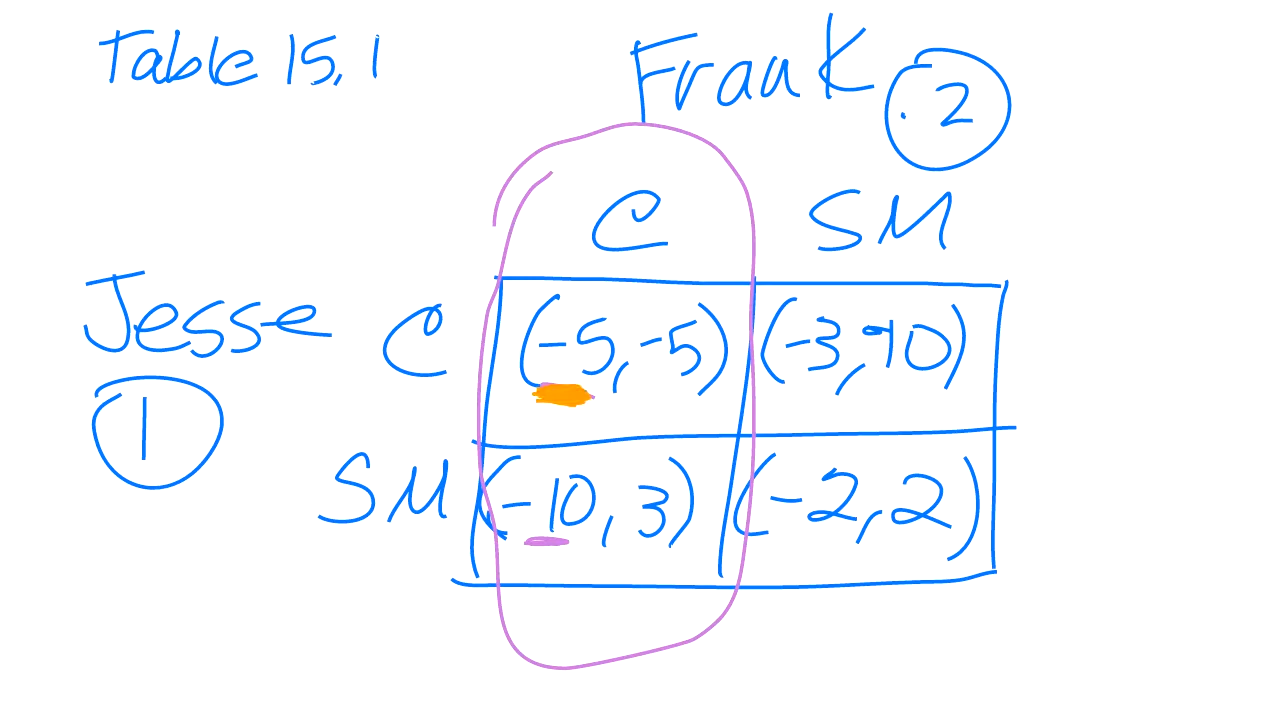 Table 15,1
Frank .2
C SM
Jesse C (-5,-5) (-3,-10)
1
SM (-10,3) (-2,2)